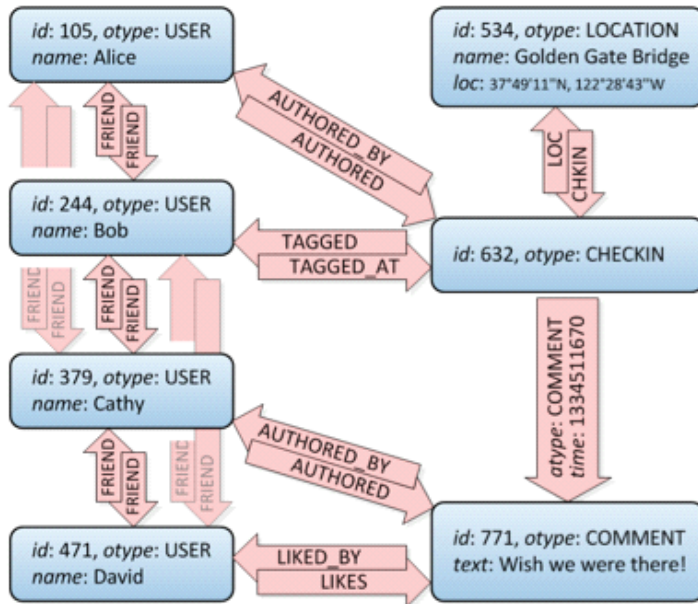 id: 105, otype: USER
name: Alice
id: 534, otype: LOCATION
name: Golden Gate Bridge
loc: 37°49'11"N, 122°28'43"W
FRIEND
FRIEND
AUTHORED_BY
AUTHORED
LOC
CHKIN
id: 244, otype: USER
name: Bob
TAGGED
TAGGED_AT
id: 632, otype: CHECKIN
FRIEND
FRIEND
FRIEND
FRIEND
atype: COMMENT
time: 1334511670
id: 379, otype: USER
name: Cathy
AUTHORED_BY
AUTHORED
FRIEND
FRIEND
FRIEND
FRIEND
id: 471, otype: USER
name: David
LIKED_BY
LIKES
id: 771, otype: COMMENT
text: Wish we were there!